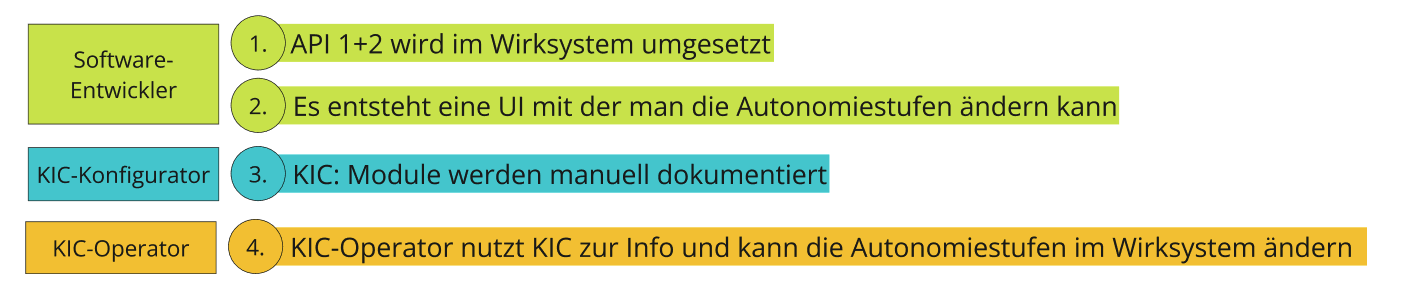 Software-
Entwickler
1. API 1+2 wird im Wirksystem umgesetzt
2. Es entsteht eine UI mit der man die Autonomiestufen ändern kann
KIC-Konfigurator
3. KIC: Module werden manuell dokumentiert
KIC-Operator
4. KIC-Operator nutzt KIC zur Info und kann die Autonomiestufen im Wirksystem ändern